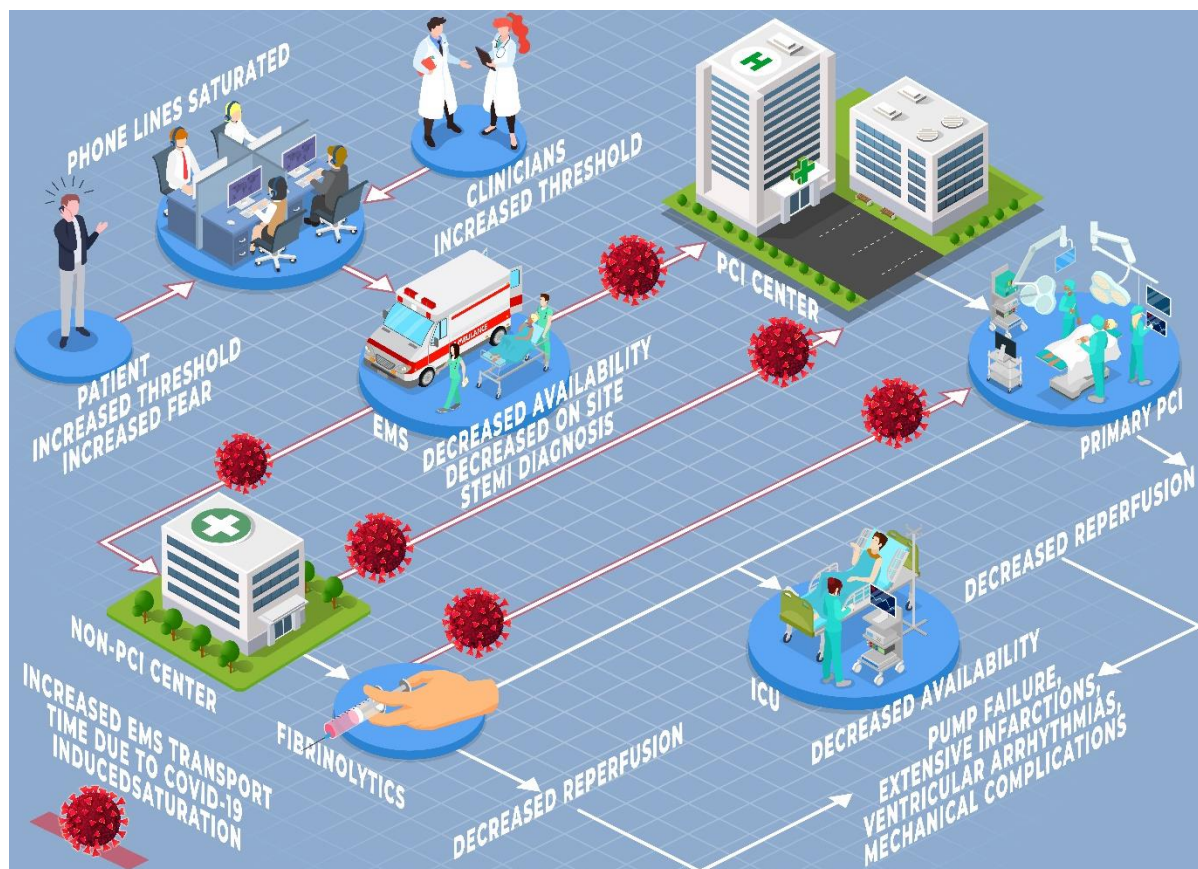 PHONE LINES SATURATED
CLINICIANS
INCREASED THRESHOLD
H
PCI CENTER
PATIENT
INCREASED THRESHOLD
INCREASED FEAR
AMBULANCE
EMS
DECREASED AVAILABILITY
DECREASED ON SITE
STEMI DIAGNOSIS
PRIMARY PCI
DECREASED REPERFUSION
NON-PCI CENTER
FIBRINOLYTICS
DECREASED REPERFUSION
ICU
DECREASED AVAILABILITY
PUMP FAILURE,
EXTENSIVE INFARCTIONS,
VENTRICULAR ARRHYTHMIAS,
MECHANICAL COMPLICATIONS
INCREASED EMS TRANSPORT
TIME DUE TO COVID-19
INDUCEDSATURATION